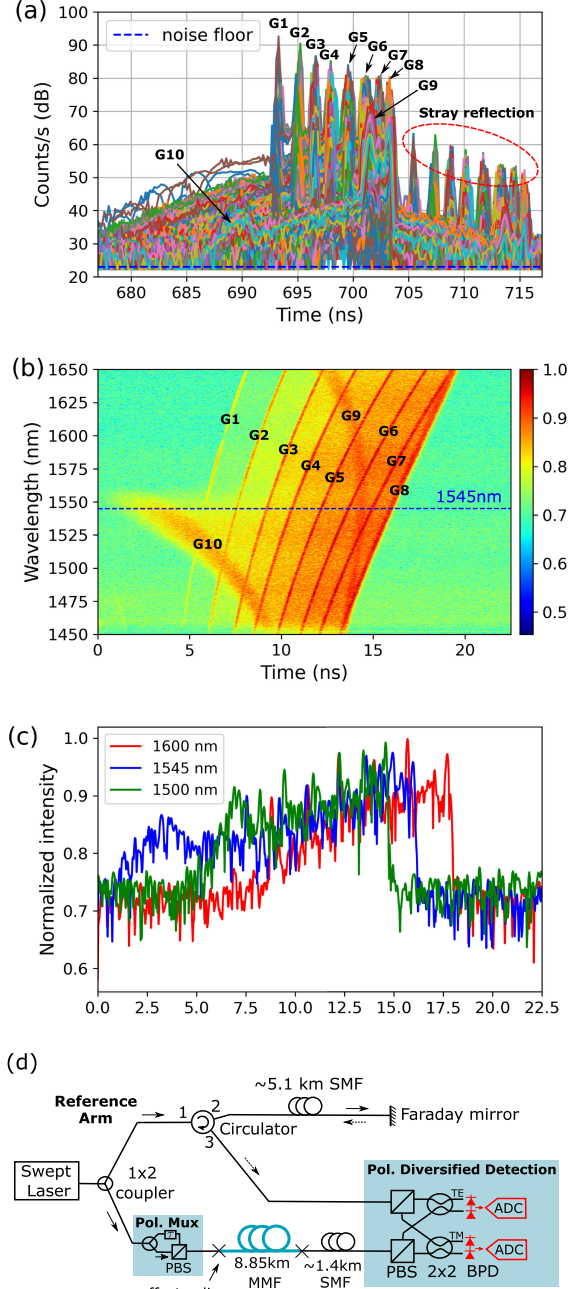 (a)
100
90
80
70
60
50
40
30
20
Counts/s (dB)
noise floor
G1
G2
G3
G4
G5
G6
G7
G8
G9
G10
Stray reflection
680 685 690 695 700 705 710 715
Time (ns)
(b)
1650
1625
1600
1575
1550
1525
1500
1475
1450
Wavelength (nm)
G1
G2
G3
G4
G5
G6
G7
G8
G9
G10
1545nm
1.0
0.9
0.8
0.7
0.6
0.5
0 5 10 15 20
Time (ns)
(c)
1.0
0.9
0.8
0.7
0.6
Normalized intensity
1600 nm
1545 nm
1500 nm
0.0 2.5 5.0 7.5 10.0 12.5 15.0 17.5 20.0 22.5
(d)
~5.1 km SMF
Reference
Arm
1 2
3
Circulator
Faraday mirror
Swept
Laser
1x2
coupler
Pol. Diversified Detection
TE
ADC
Pol. Mux
PBS
8.85km
MMF
~1.4km
SMF
TM
ADC
PBS 2x2 BPD